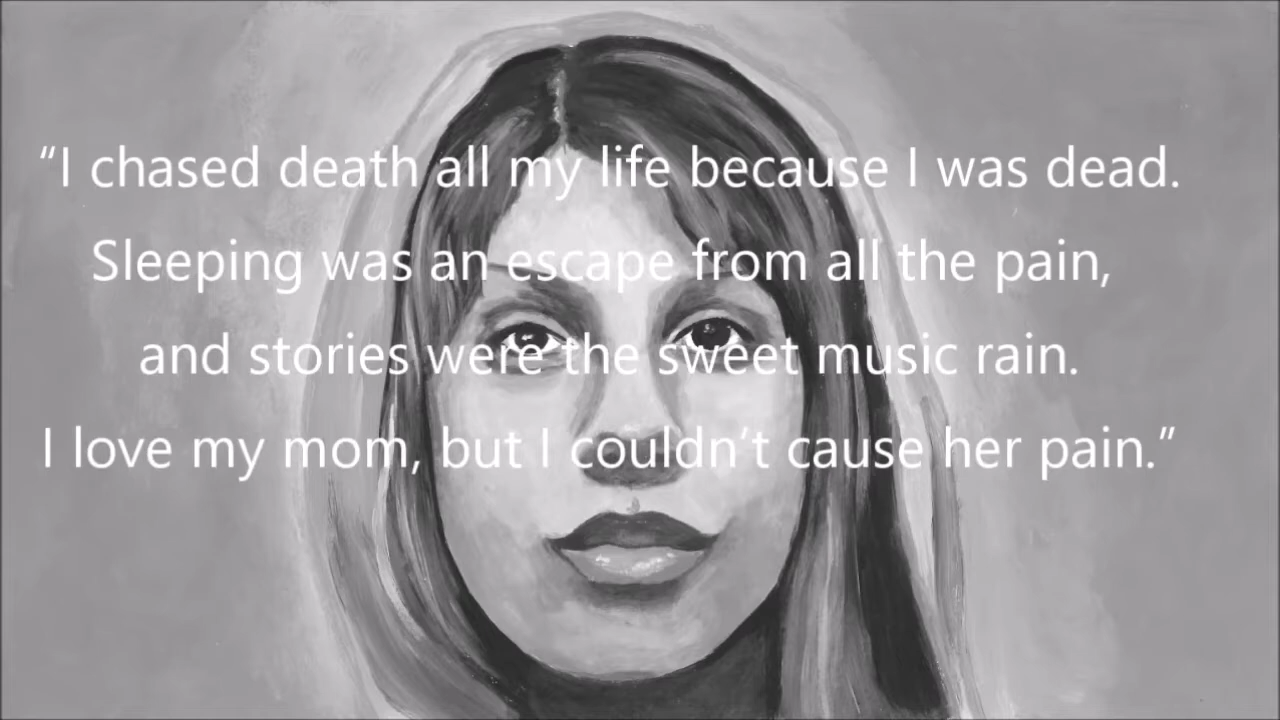 “I chased death all my life because I was dead.
Sleeping was an escape from all the pain,
and stories were the sweet music rain.
I love my mom, but I couldn’t cause her pain.”